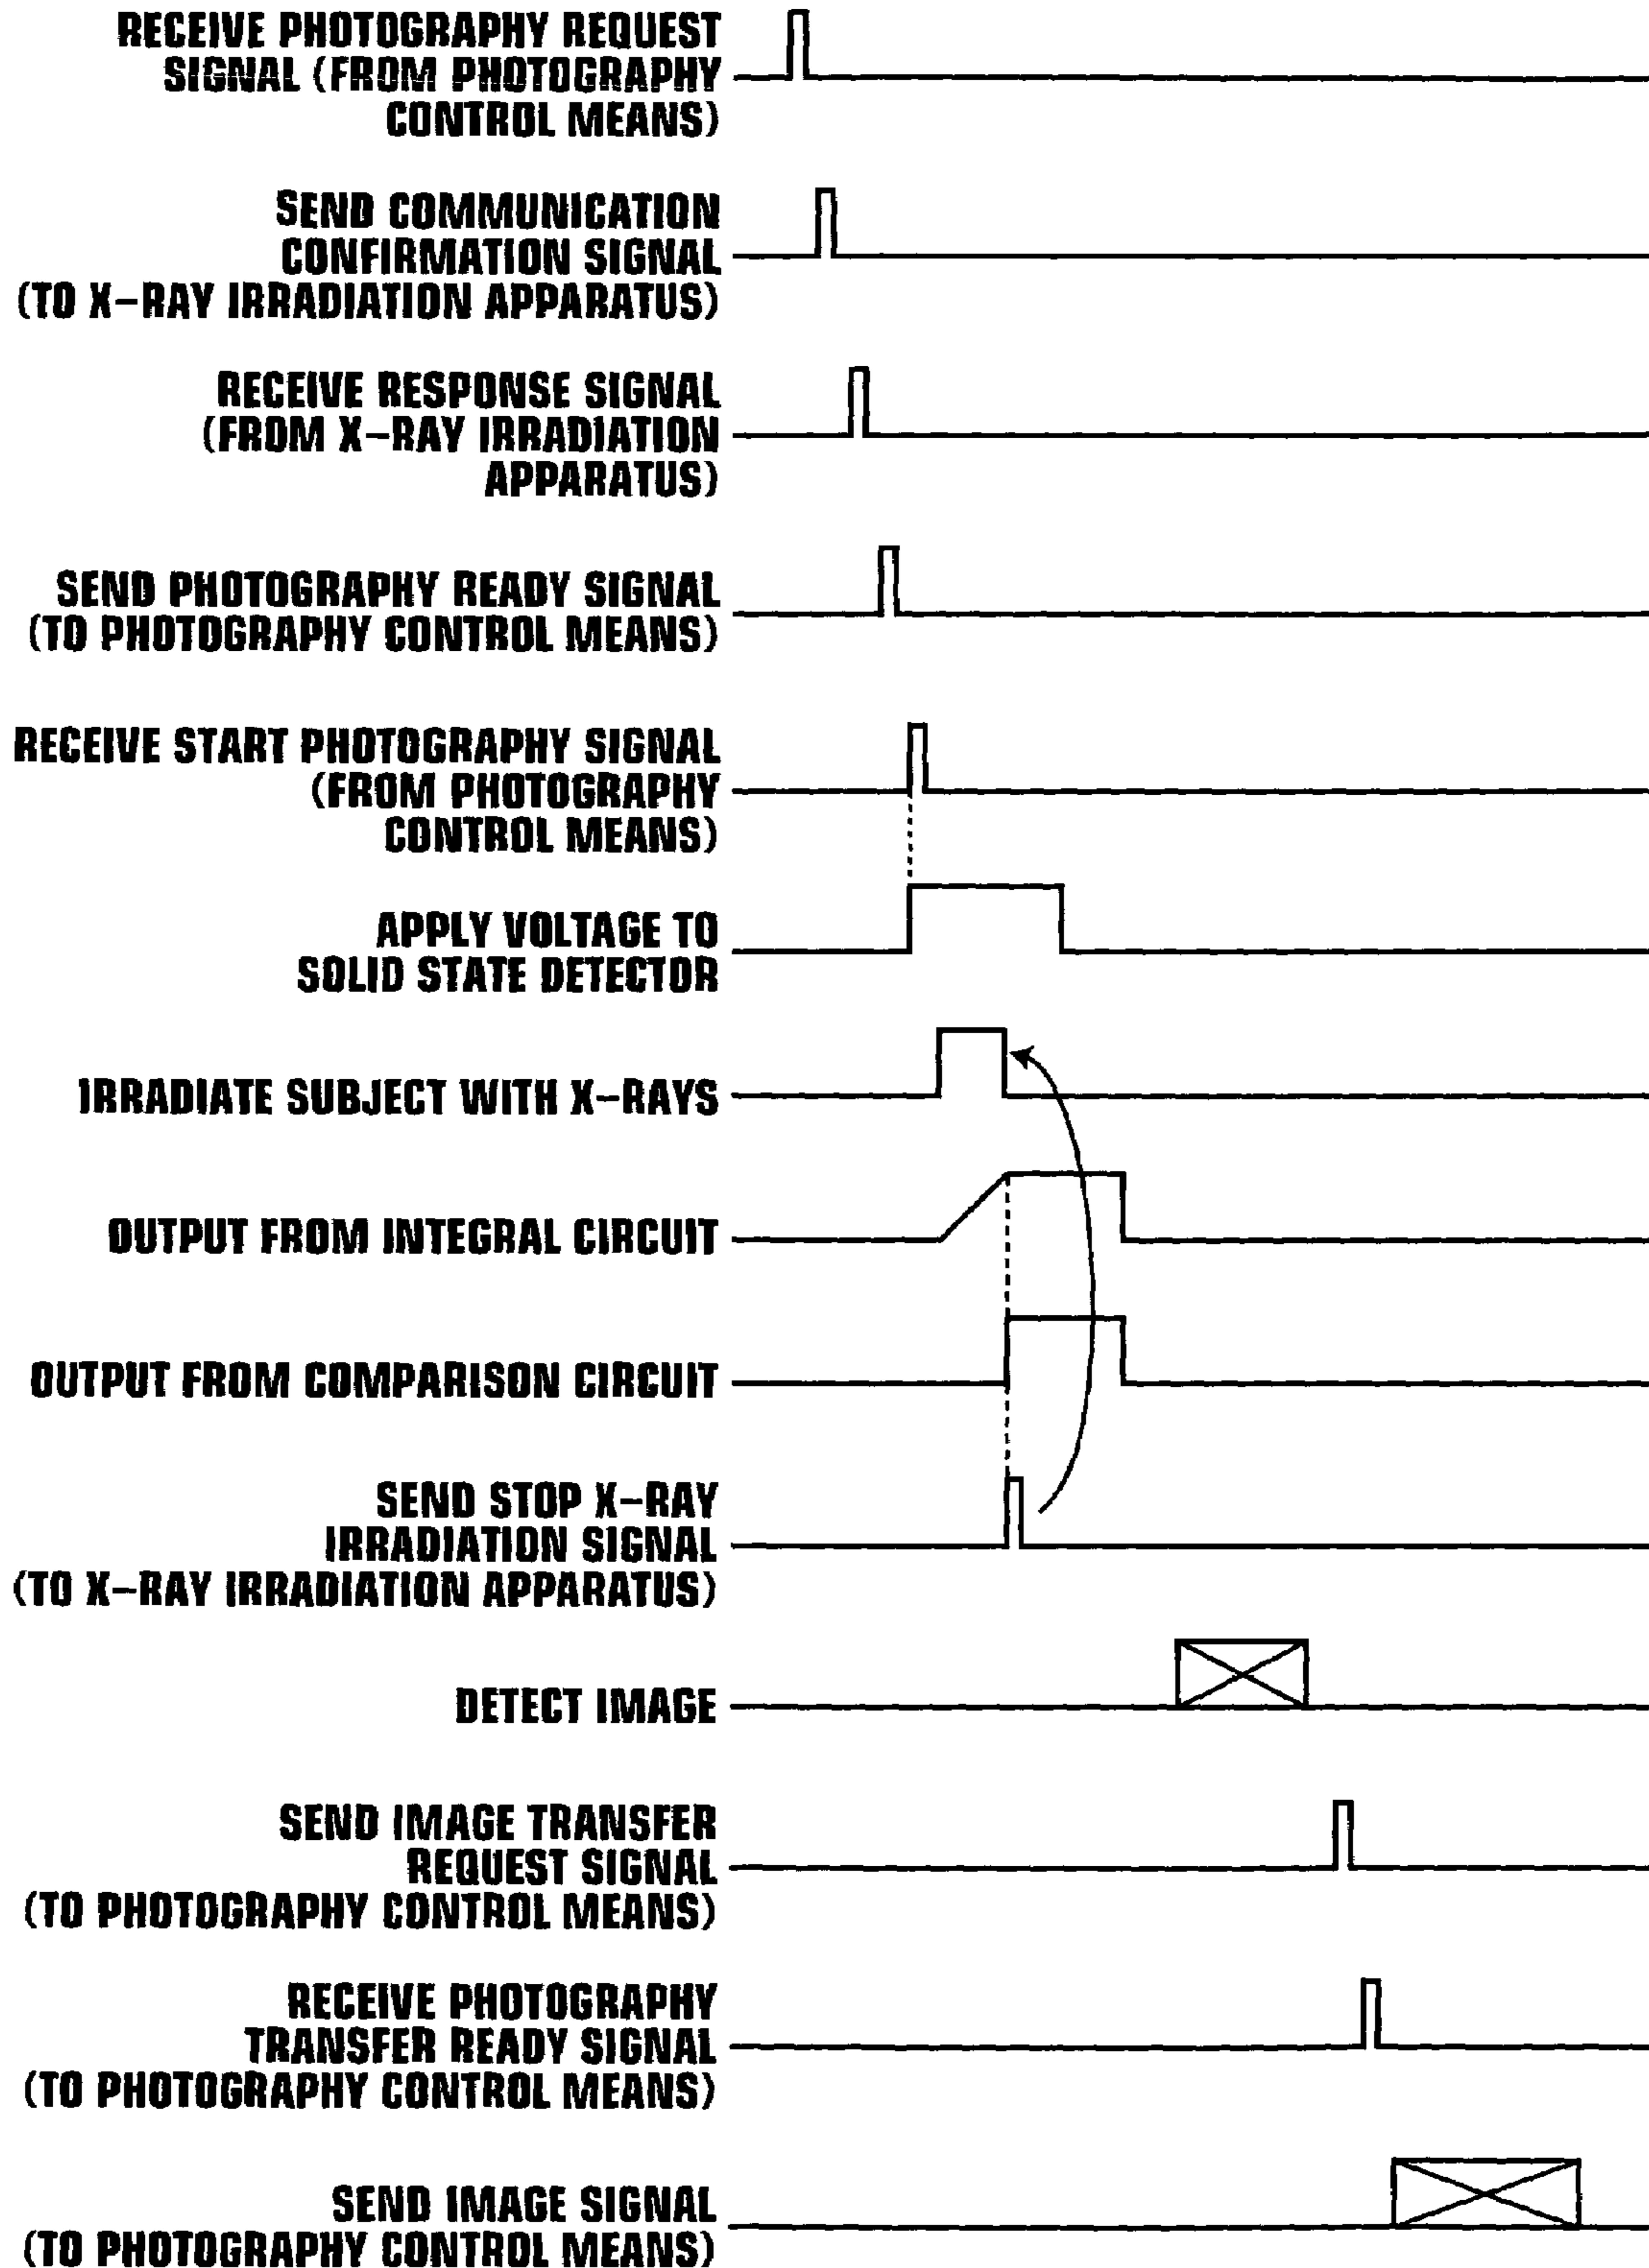 RECEIVE PHOTOGRAPHY REQUEST
SIGNAL (FROM PHOTOGRAPHY
CONTROL MEANS)
SEND COMMUNICATION
CONFIRMATION SIGNAL
(TO X-RAY IRRADIATION APPARATUS)
RECEIVE RESPONSE SIGNAL
(FROM X-RAY IRRADIATION
APPARATUS)
SEND PHOTOGRAPHY READY SIGNAL
(TO PHOTOGRAPHY CONTROL MEANS)
RECEIVE START PHOTOGRAPHY SIGNAL
(FROM PHOTOGRAPHY
CONTROL MEANS)
APPLY VOLTAGE TO
SOLID STATE DETECTOR
IRRADIATE SUBJECT WITH X-RAYS
OUTPUT FROM INTEGRAL CIRCUIT
OUTPUT FROM COMPARISON CIRCUIT
SEND STOP X-RAY
IRRADIATION SIGNAL
(TO X-RAY IRRADIATION APPARATUS)
DETECT IMAGE
SEND IMAGE TRANSFER
REQUEST SIGNAL
(TO PHOTOGRAPHY CONTROL MEANS)
RECEIVE PHOTOGRAPHY
TRANSFER READY SIGNAL
(TO PHOTOGRAPHY CONTROL MEANS)
SEND IMAGE SIGNAL
(TO PHOTOGRAPHY CONTROL MEANS)